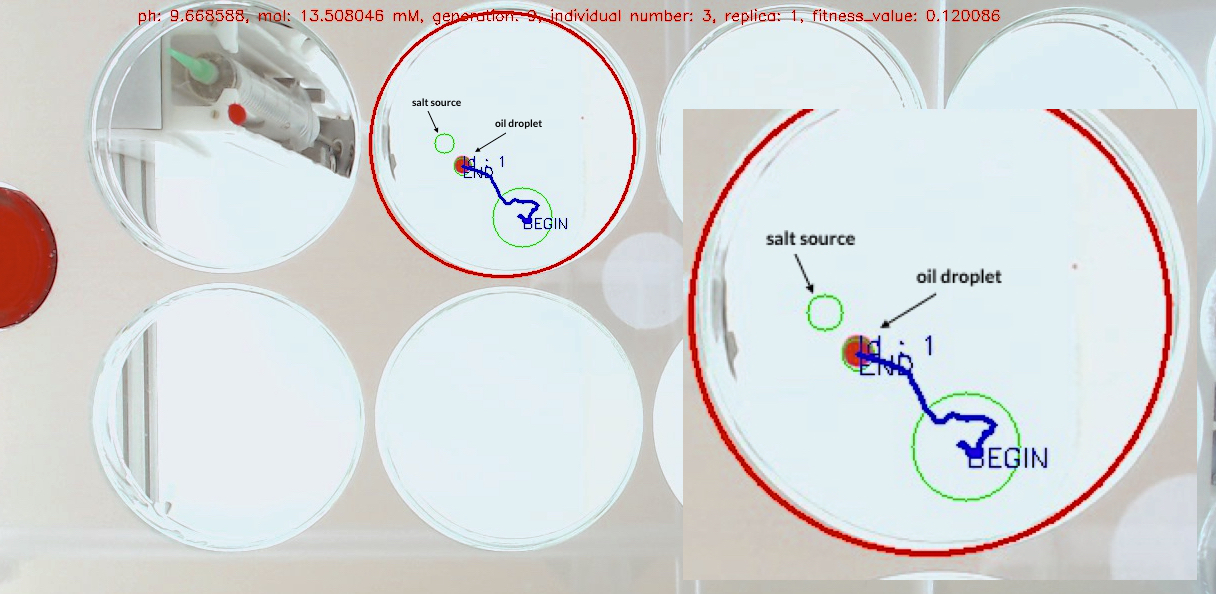 ph: 9.668588, mol: 13.508046 mM, generation: 9, individual number: 3, replica: 1, fitness_value: 0.120086
salt source
oil droplet
Id : 1
END
BEGIN
salt source
oil droplet
Id : 1
END
BEGIN